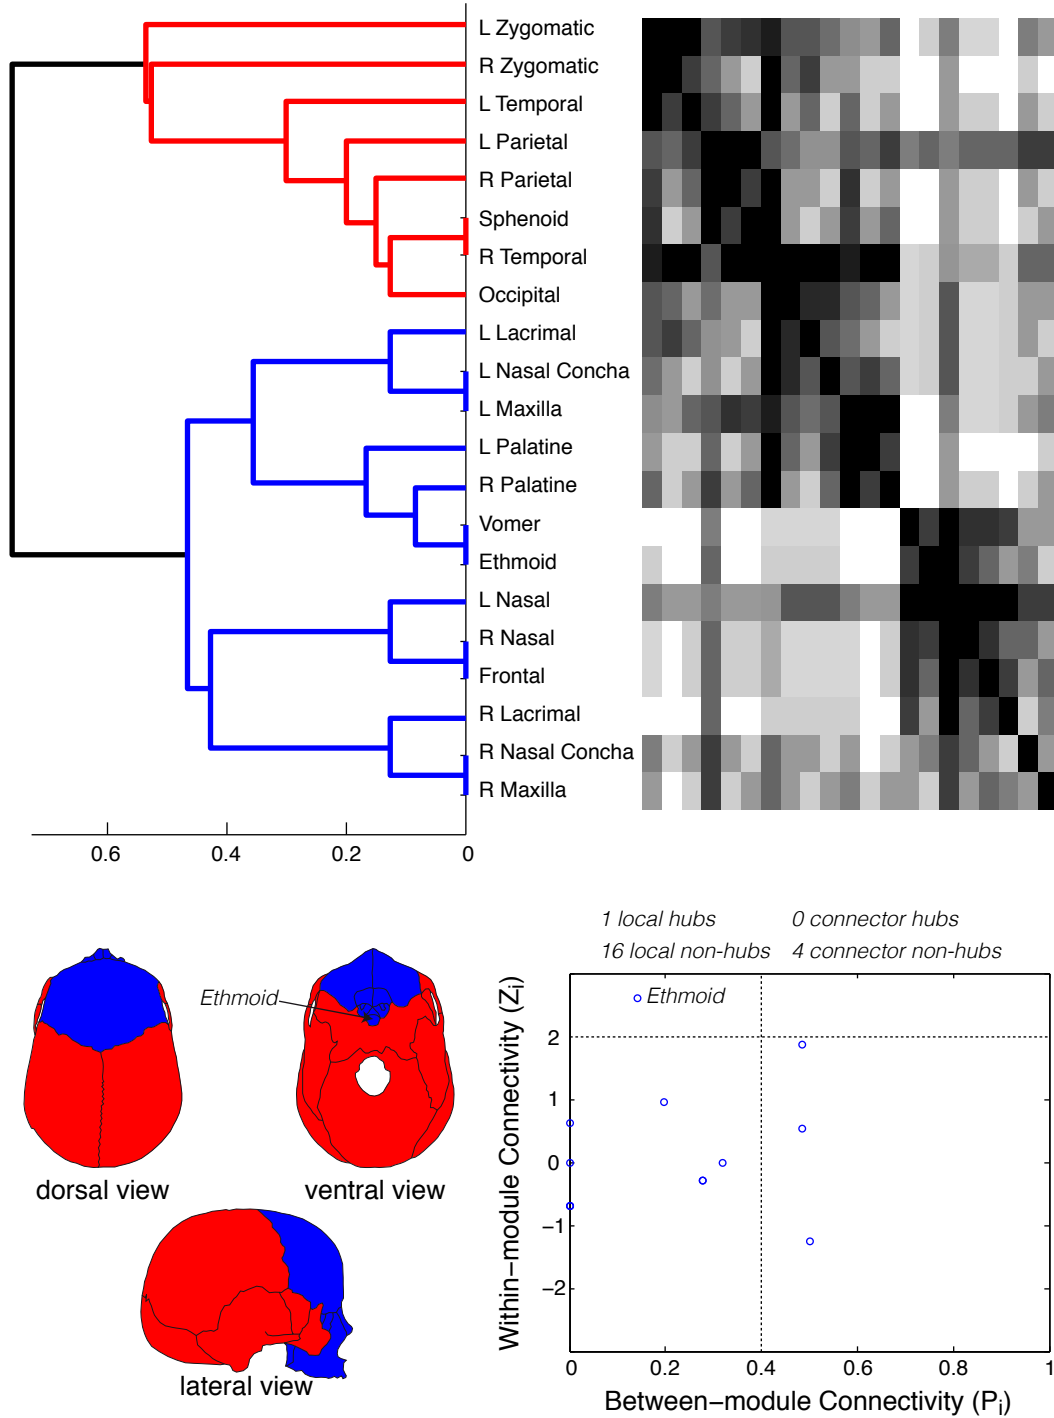 L Zygomatic
R Zygomatic
L Temporal
L Parietal
R Parietal
Sphenoid
R Temporal
Occipital
L Lacrimal
L Nasal Concha
L Maxilla
L Palatine
R Palatine
Vomer
Ethmoid
L Nasal
R Nasal
Frontal
R Lacrimal
R Nasal Concha
R Maxilla
0.6 0.4 0.2 0
1 local hubs 0 connector hubs
16 local non-hubs 4 connector non-hubs
Ethmoid
dorsal view
ventral view
lateral view
Ethmoid
Within-module Connectivity (Zi)
2
1
0
−1
−2
0 0.2 0.4 0.6 0.8 1
Between-module Connectivity (Pi)